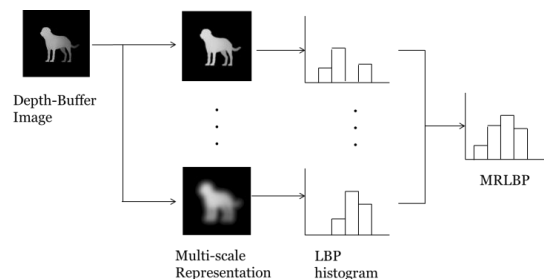 Depth-Buffer
Image
Multi-scale
Representation
LBP
histogram
MRLBP